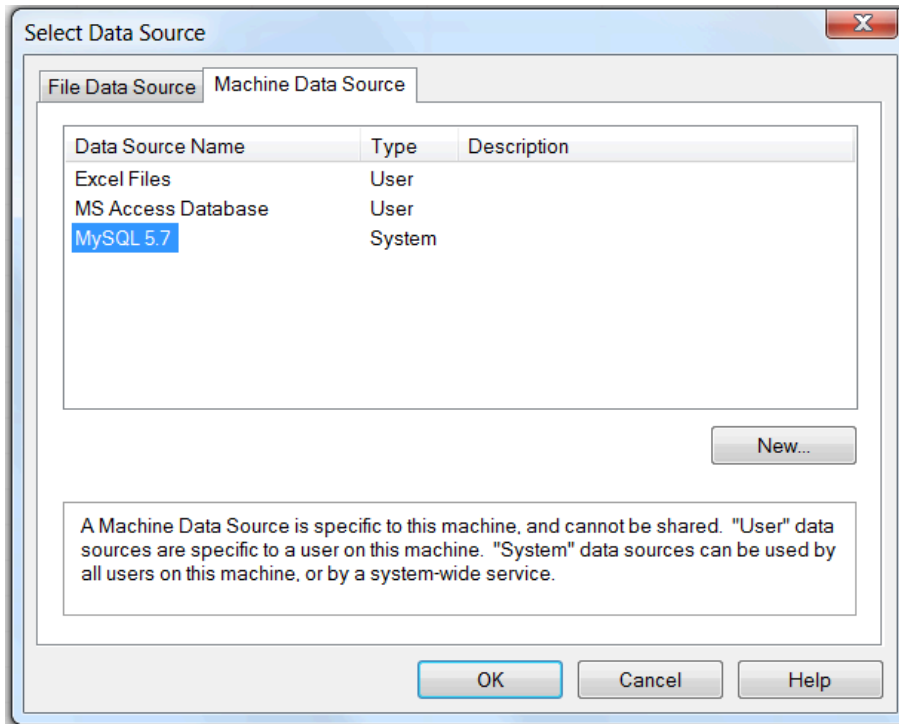 Select Data Source
File Data Source Machine Data Source
Data Source Name Type Description
Excel Files User
MS Access Database User
MySQL 5.7 System
New...
A Machine Data Source is specific to this machine, and cannot be shared. "User" data
sources are specific to a user on this machine. "System" data sources can be used by
all users on this machine, or by a system-wide service.
OK Cancel Help